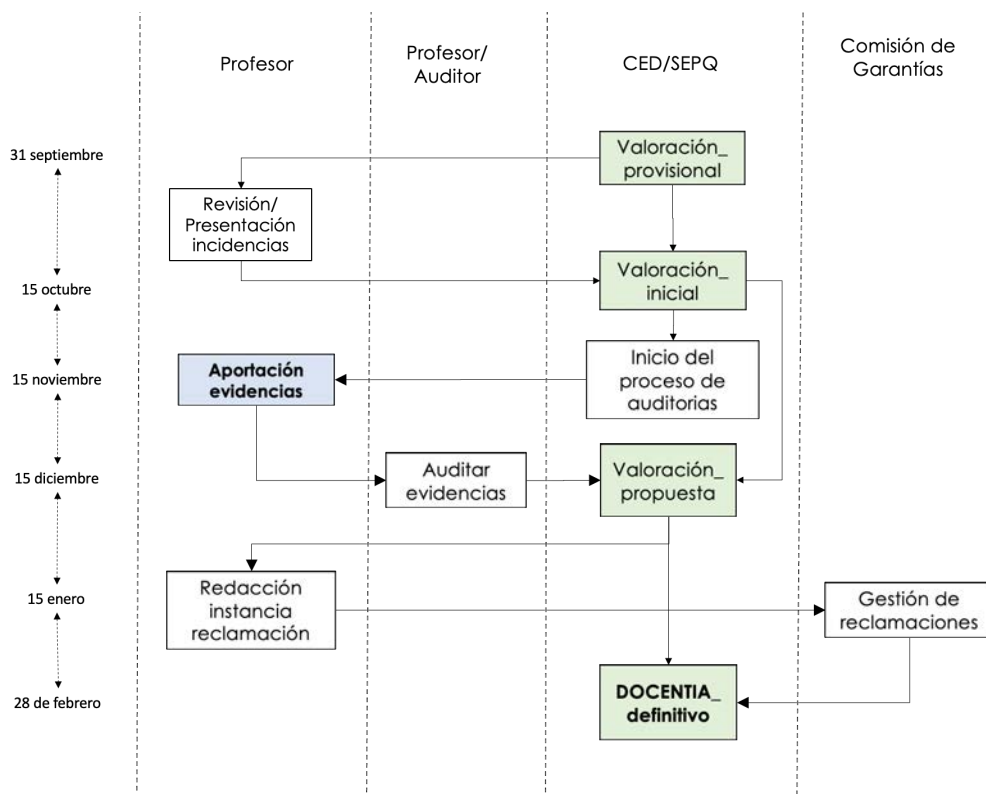 Profesor
Profesor/
Auditor
CED/SEPQ
Comisión de
Garantías
31 septiembre
Valoración_
provisional
Revisión/
Presentación
incidencias
15 octubre
Valoración_
inicial
15 noviembre
Aportación
evidencias
Inicio del
proceso de
auditorias
15 diciembre
Auditar
evidencias
Valoración_
propuesta
15 enero
Redacción
instancia
reclamación
Gestión de
reclamaciones
28 de febrero
DOCENTIA_
definitivo